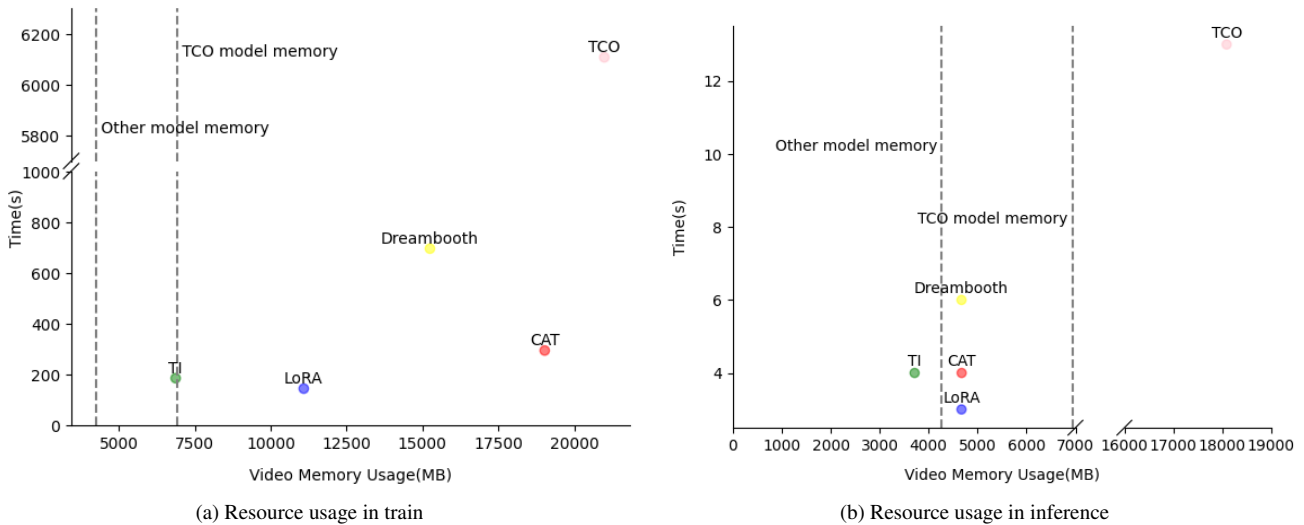 6200
6000
5800
1000
800
600
400
200
0
Time(s)
TCO model memory
Other model memory
TCO
Dreambooth
CAT
TI
LoRA
5000 7500 10000 12500 15000 17500 20000
Video Memory Usage(MB)
(a) Resource usage in train
12
10
8
6
4
Time(s)
TCO
Other model memory
TCO model memory
Dreambooth
TI CAT
LoRA
0 1000 2000 3000 4000 5000 6000 7000 16000 17000 18000 19000
Video Memory Usage(MB)
(b) Resource usage in inference